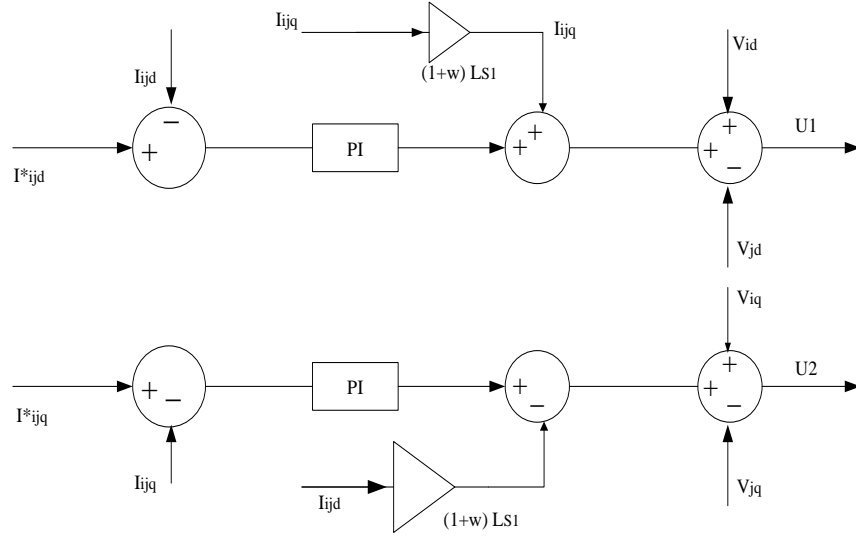 Iijq
Iijq
Vid
Iijd
(1+w) LS1
U1
PI
I*ijd
Vjd
Viq
U2
PI
I*ijq
Iijq
Iijd
(1+w) LS1
Vjq